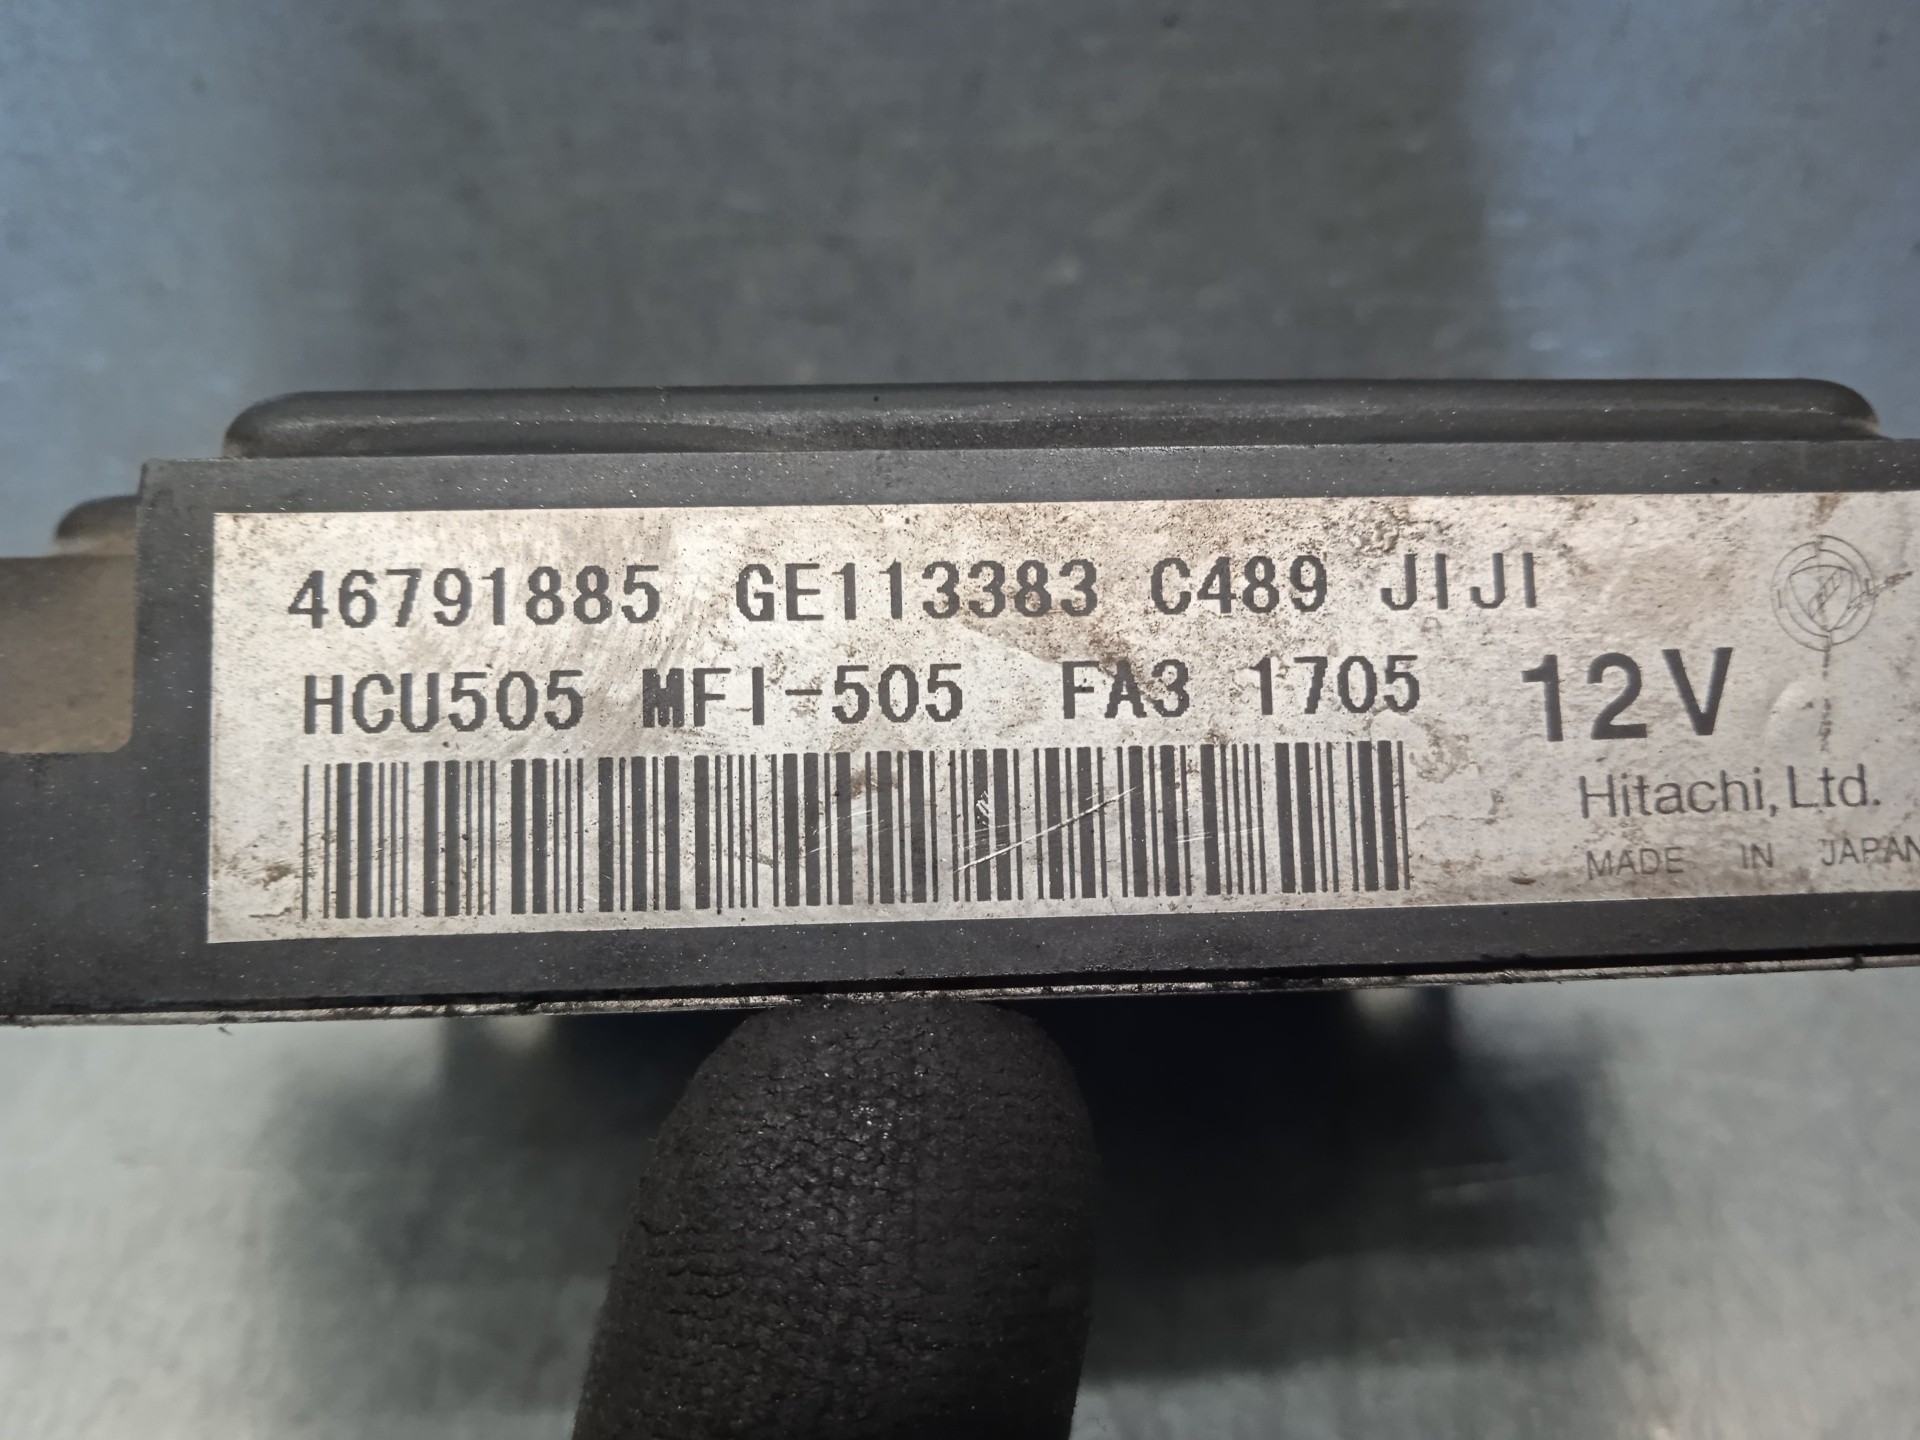 46791885 GE113383 C489 JIJI
HCU505 MFI-505 FA3 1705
12V
Hitachi, Ltd.
MADE IN JAPAN